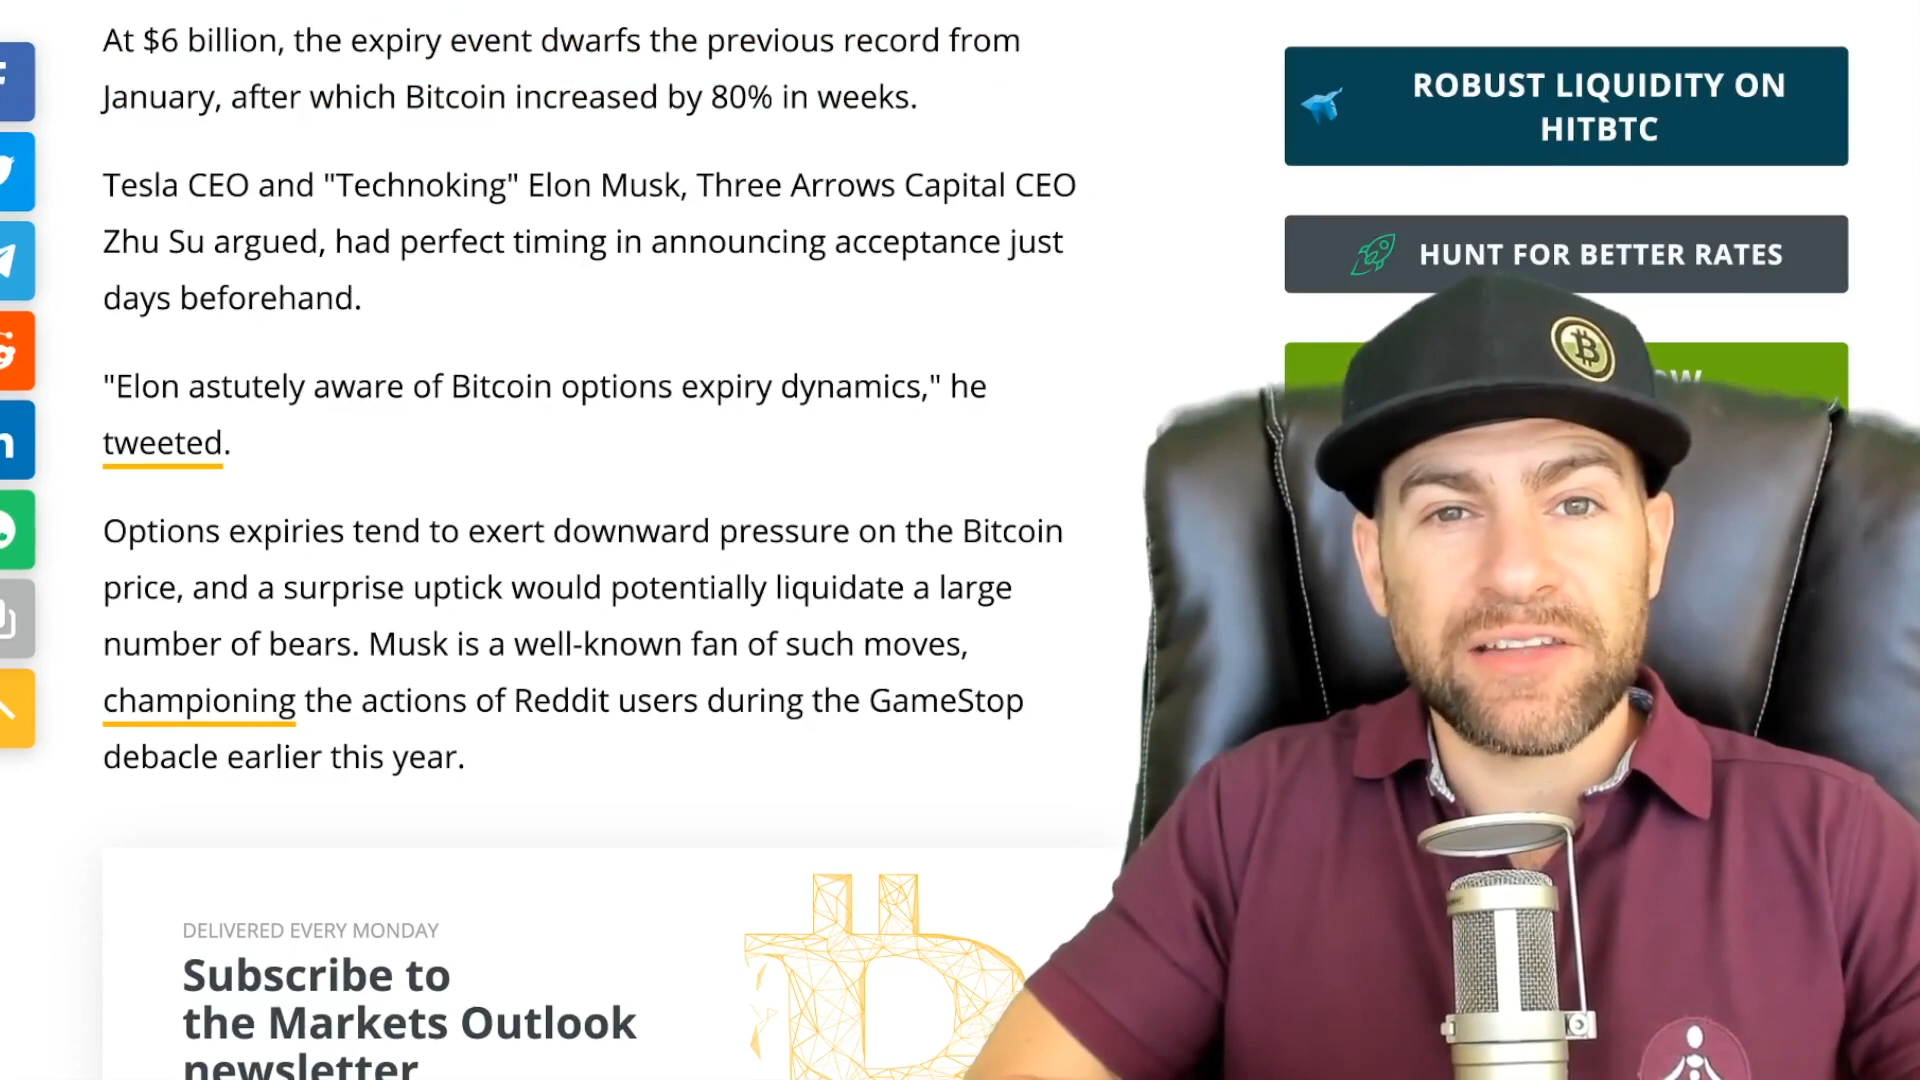 At $6 billion, the expiry event dwarfs the previous record from
January, after which Bitcoin increased by 80% in weeks.
Tesla CEO and "Technoking" Elon Musk, Three Arrows Capital CEO
Zhu Su argued, had perfect timing in announcing acceptance just
days beforehand.
"Elon astutely aware of Bitcoin options expiry dynamics," he
tweeted.
Options expiries tend to exert downward pressure on the Bitcoin
price, and a surprise uptick would potentially liquidate a large
number of bears. Musk is a well-known fan of such moves,
championing the actions of Reddit users during the GameStop
debacle earlier this year.
DELIVERED EVERY MONDAY
Subscribe to
the Markets Outlook
newsletter
ROBUST LIQUIDITY ON
HITBTC
HUNT FOR BETTER RATES